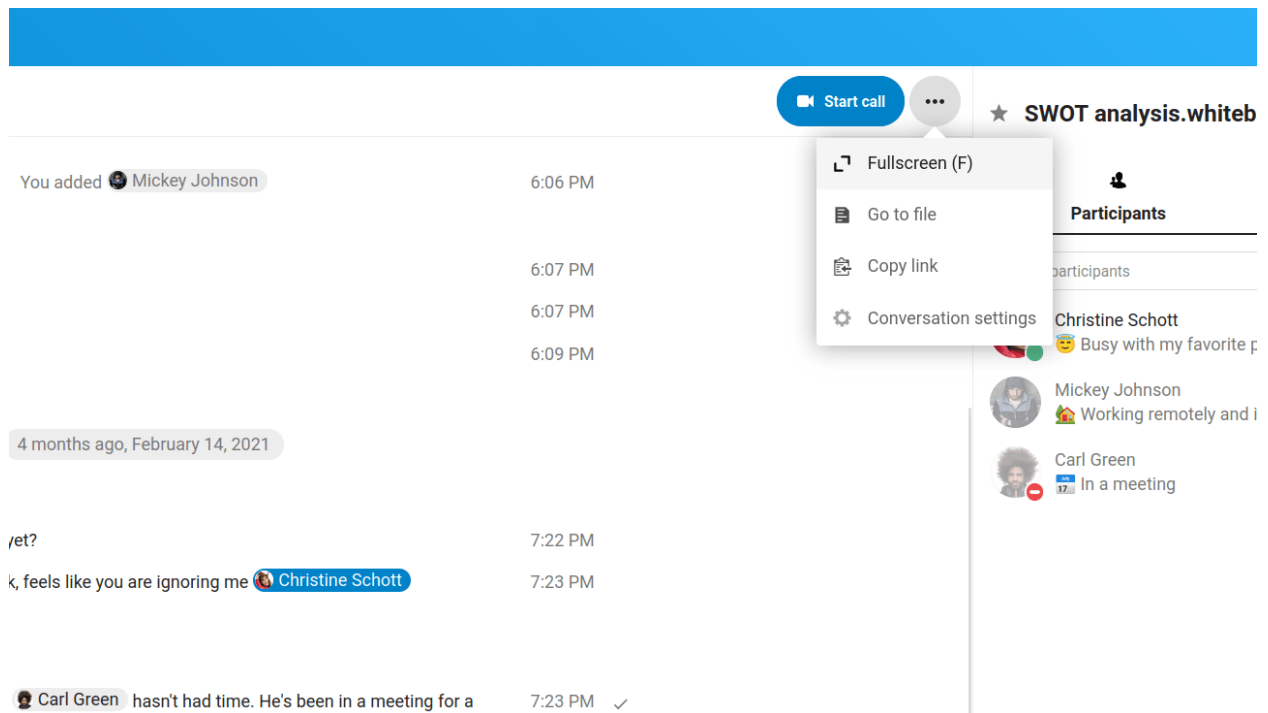 Start call
SWOT analysis.whiteb
Fullscreen (F)
Go to file
Copy link
Conversation settings
You added Mickey Johnson 6:06 PM
6:07 PM
6:07 PM
6:09 PM
4 months ago, February 14, 2021
yet? 7:22 PM
k, feels like you are ignoring me Christine Schott 7:23 PM
Carl Green hasn't had time. He's been in a meeting for a 7:23 PM
Participants
participants
Christine Schott
Busy with my favorite p
Mickey Johnson
Working remotely and i
Carl Green
17 In a meeting